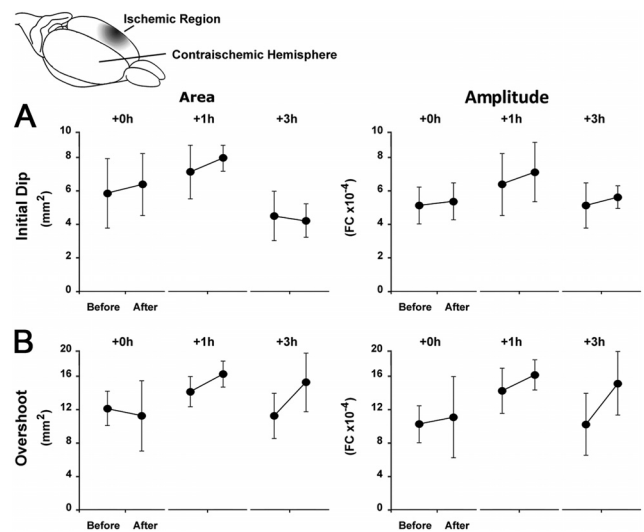 Ischemic Region
Contraischemic Hemisphere
A
Area
Amplitude
+0h +1h +3h
+0h +1h +3h
Initial Dip
(mm²)
10
8
6
4
2
0
Before After
(FC x10⁻⁴)
10
8
6
4
2
0
Before After
B
+0h +1h +3h
+0h +1h +3h
Overshoot
(mm²)
20
16
12
8
4
0
Before After
(FC x10⁻⁴)
20
16
12
8
4
0
Before After